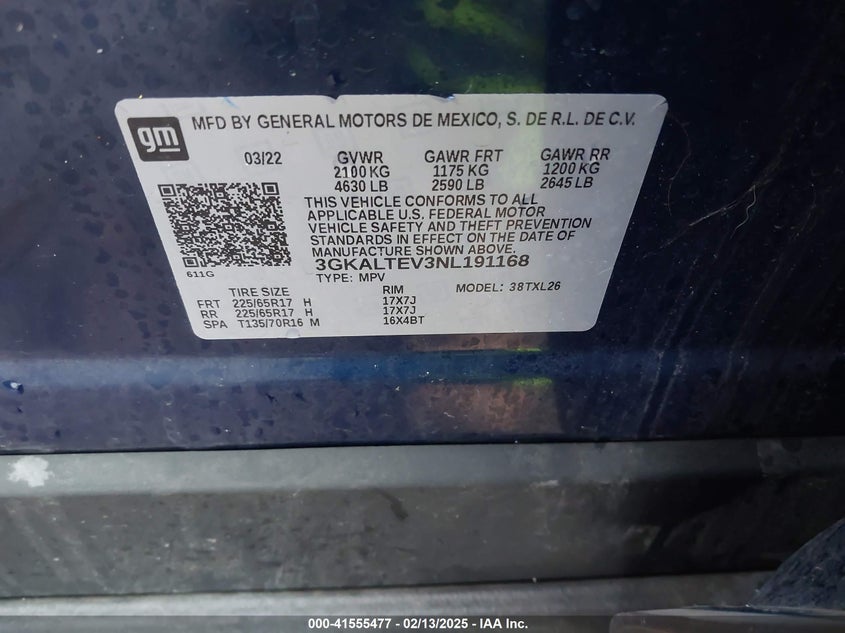 gm
MFD BY GENERAL MOTORS DE MEXICO, S. DE R.L. DE C.V.
03/22 GVWR GAWR FRT GAWR RR
2100 KG 1175 KG 1200 KG
4630 LB 2590 LB 2645 LB
THIS VEHICLE CONFORMS TO ALL
APPLICABLE U.S. FEDERAL MOTOR
VEHICLE SAFETY AND THEFT PREVENTION
STANDARDS IN EFFECT ON THE DATE OF
MANUFACTURE SHOWN ABOVE.
3GKALTEV3NL191168
611G
TYPE: MPV
TIRE SIZE RIM MODEL: 38TXL26
FRT 225/65R17 H 17X7J
RR 225/65R17 H 17X7J
SPA T135/70R16 M 16X4BT
000-41555477 - 02/13/2025 - IAA Inc.